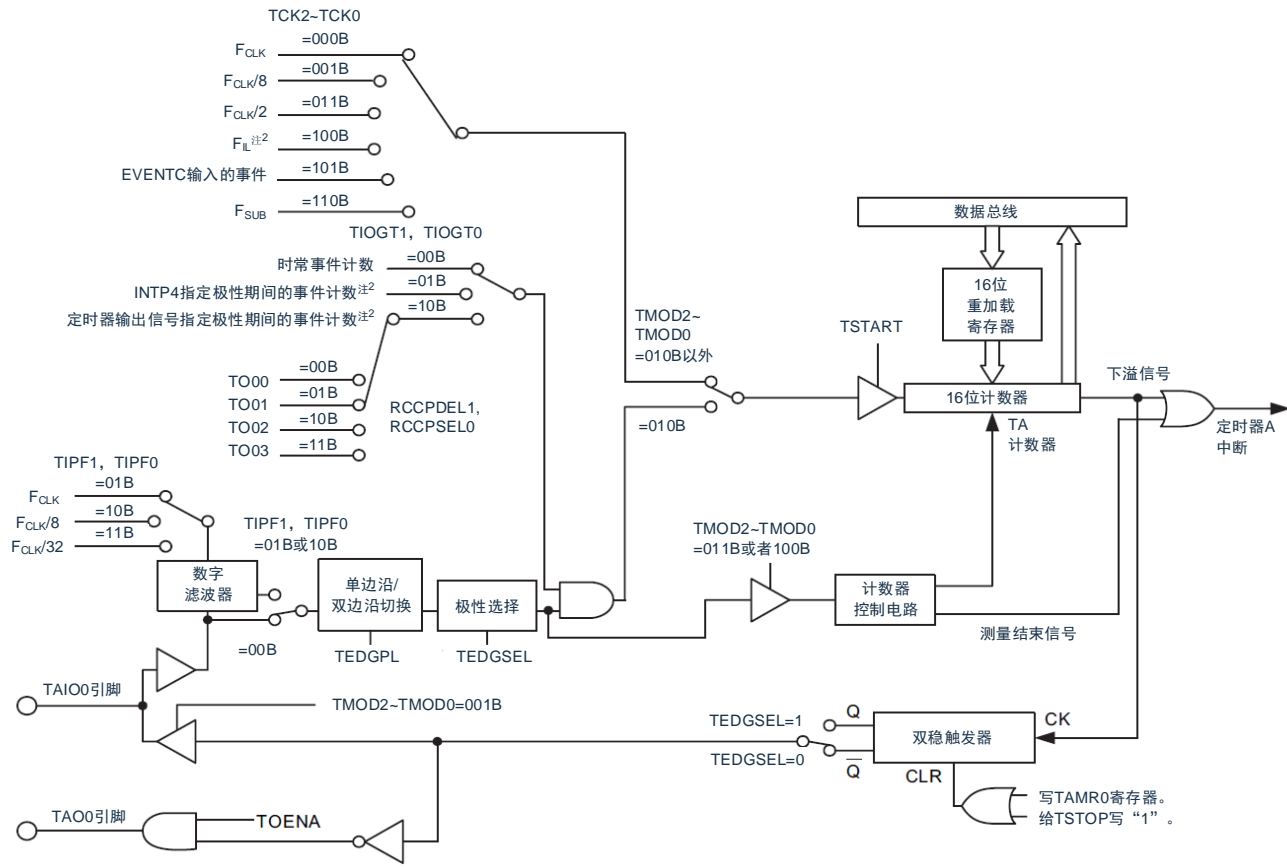 TCK2~TCK0
F_CLK =000B
F_CLK/8 =001B
F_CLK/2 =011B
F_IL注2 =100B
EVENTC输入的事件 =101B
F_SUB =110B
TIOGT1，TIOGT0
时常事件计数 =00B
INTP4指定极性期间的事件计数注2 =01B
定时器输出信号指定极性期间的事件计数注2 =10B
TO00 =00B
TO01 =01B
TO02 =10B
TO03 =11B
RCCPDEL1，
RCCPSEL0
TMOD2~
TMOD0
=010B以外
=010B
TSTART
数据总线
16位
重加载
寄存器
16位计数器
TA
计数器
下溢信号
定时器A
中断
TIPF1，TIPF0
F_CLK =01B
F_CLK/8 =10B
F_CLK/32 =11B
数字
滤波器
TIPF1，TIPF0
=01B或10B
=00B
单边沿/
双边沿切换
TEDGPL
极性选择
TEDGSEL
TMOD2~TMOD0
=011B或者100B
计数器
控制电路
测量结束信号
TAIO0引脚
TMOD2~TMOD0=001B
TEDGSEL=1
TEDGSEL=0
Q
Q̅
双稳触发器
CK
CLR
写TAMR0寄存器。
给TSTOP写“1”。
TAO0引脚
TOENA